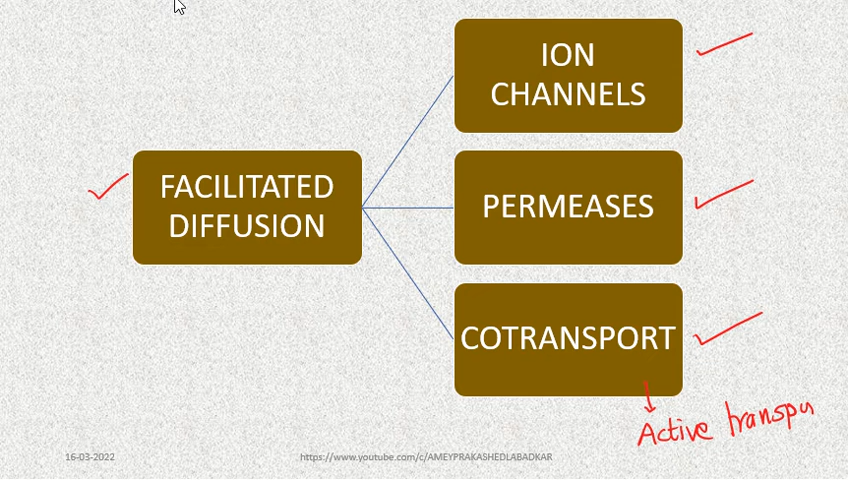 ION
CHANNELS
FACILITATED
DIFFUSION
PERMEASES
COTRANSPORT
Active
16-03-2022
https://www.youtube.com/c/AMEYPRAKASHEDLABADKAR